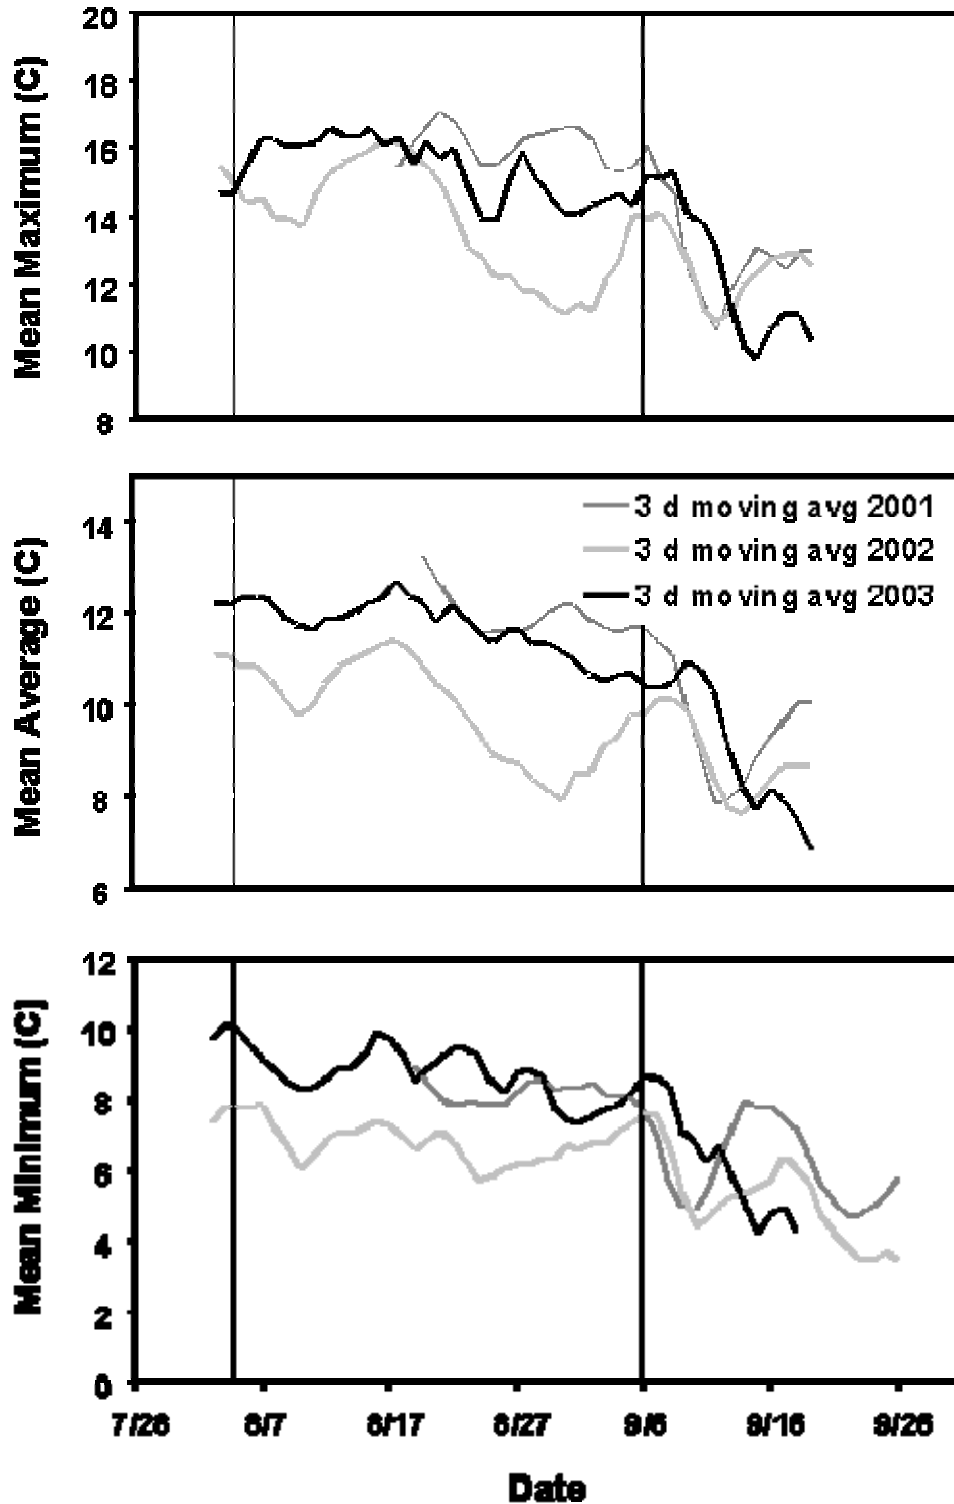 Mean Maximum (C)
20
18
16
14
12
10
8
Mean Average (C)
14
12
10
8
6
3 d moving avg 2001
3 d moving avg 2002
3 d moving avg 2003
Mean Minimum (C)
12
10
8
6
4
2
0
7/28 8/7 8/17 8/27 9/6 9/16 9/26
Date